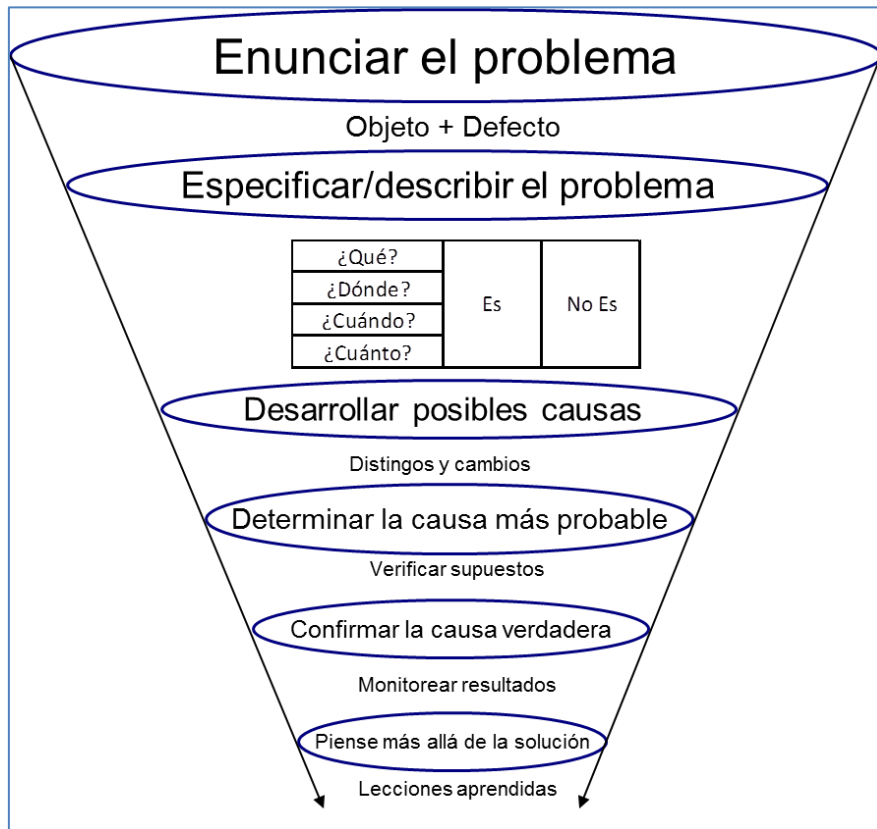 Enunciar el problema
Objeto + Defecto
Especificar/describir el problema
¿Qué?
¿Dónde?
¿Cuándo?
¿Cuánto?
Es
No Es
Desarrollar posibles causas
Distingos y cambios
Determinar la causa más probable
Verificar supuestos
Confirmar la causa verdadera
Monitorear resultados
Piense más allá de la solución
Lecciones aprendidas